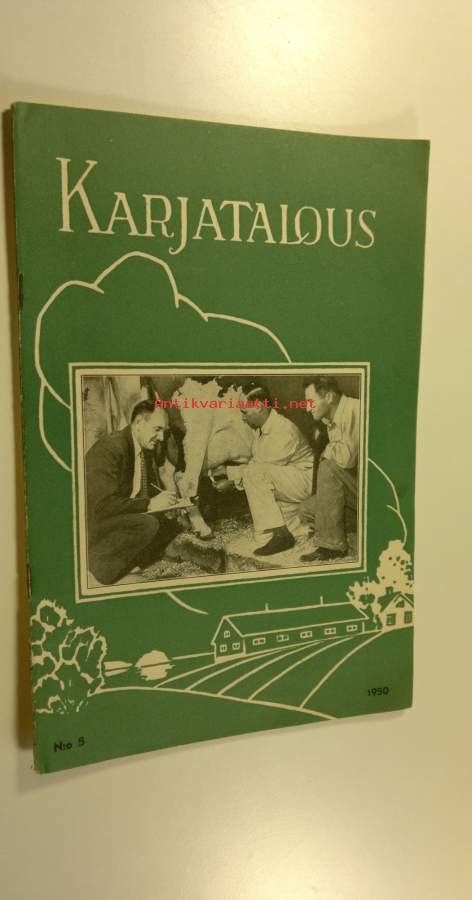 KARJATALOUS
Antikvariaatti.net
N:o 5
1950